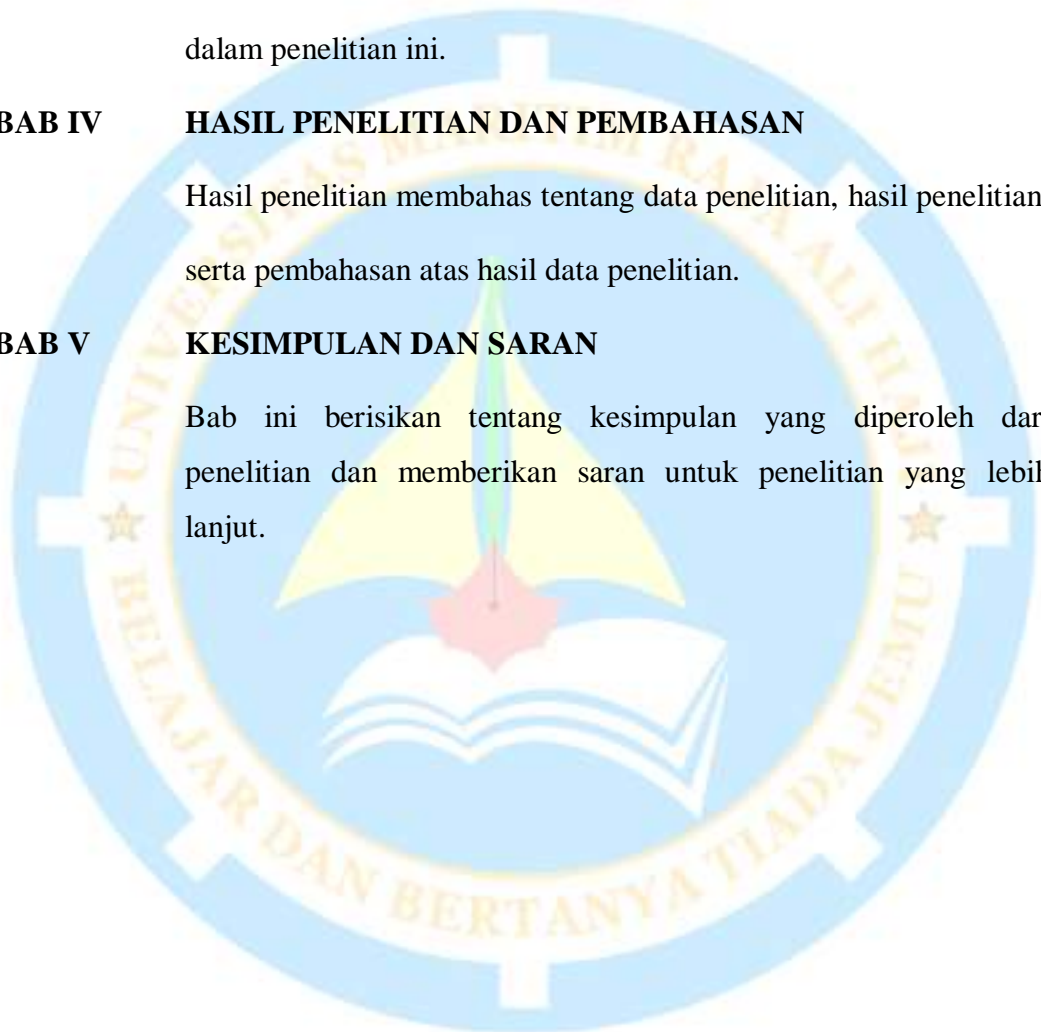 dalam penelitian ini.
BAB IV HASIL PENELITIAN DAN PEMBAHASAN
Hasil penelitian membahas tentang data penelitian, hasil penelitian
serta pembahasan atas hasil data penelitian.
BAB V KESIMPULAN DAN SARAN
Bab ini berisikan tentang kesimpulan yang diperoleh dar
penelitian dan memberikan saran untuk penelitian yang lebih
lanjut.
UNIVERSITAS MARITIM RAJA ALI HAJI
BELAJAR DAN BERTANYA TIADA JEMU